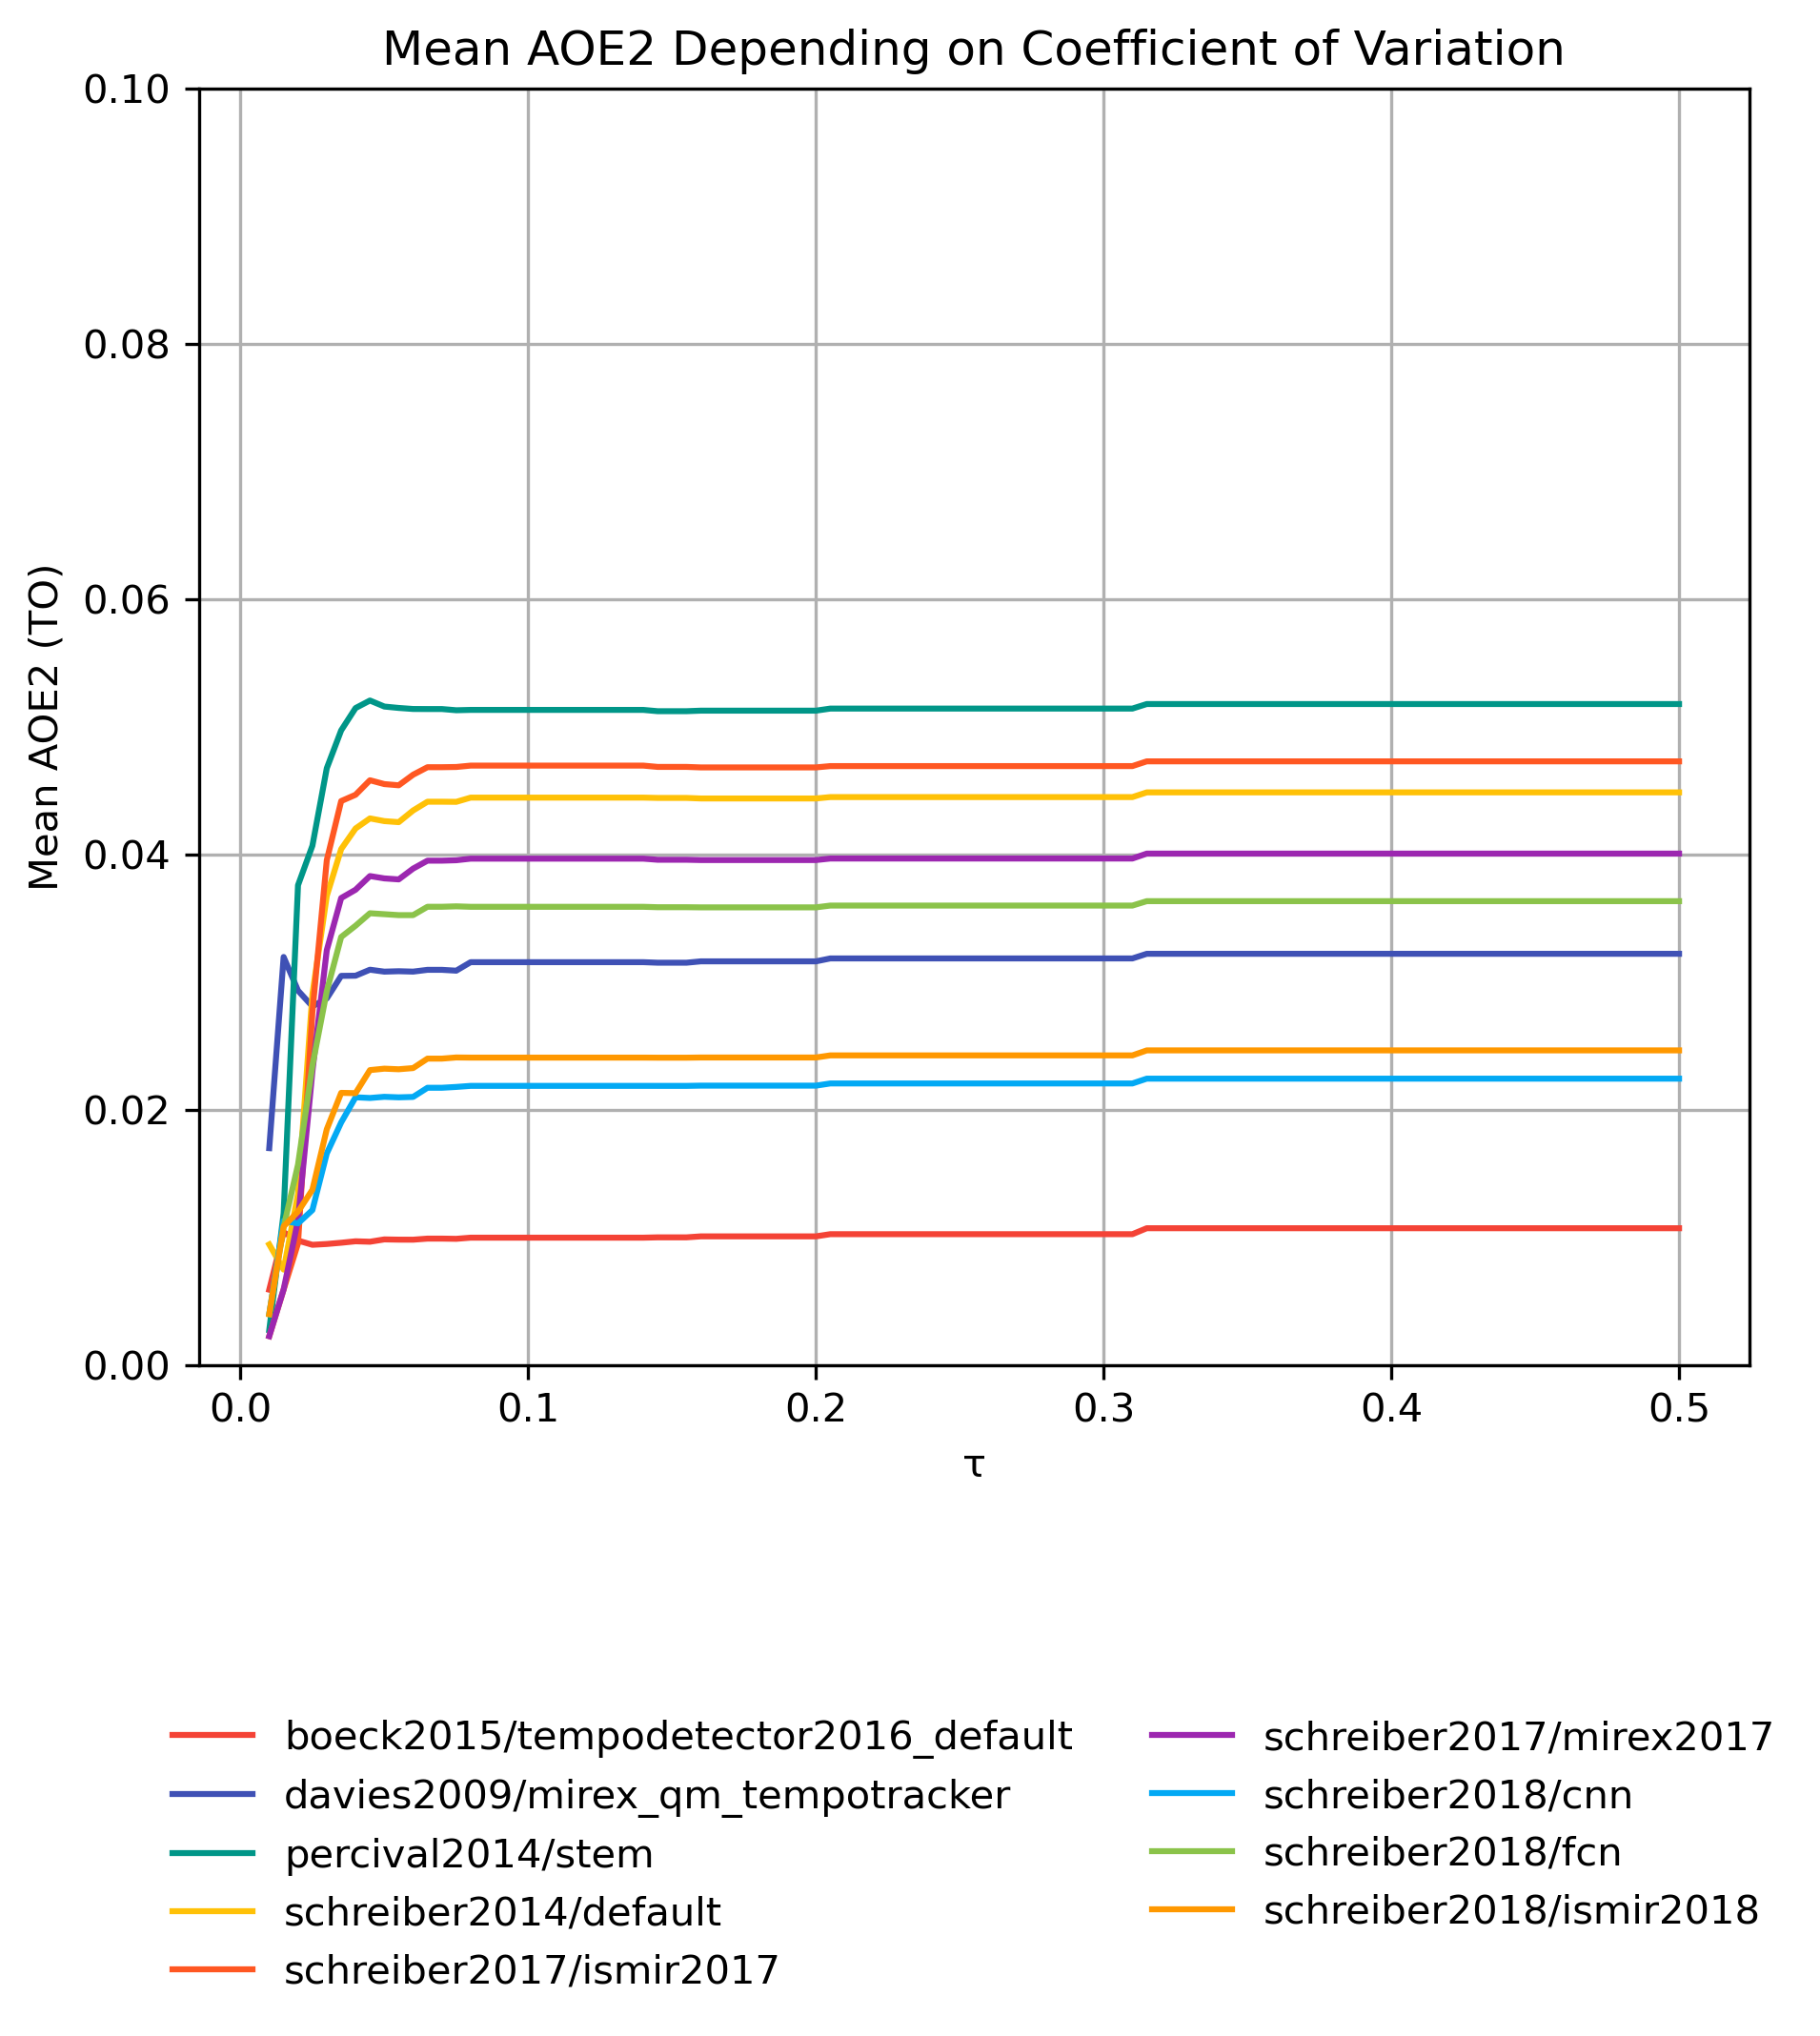 Mean AOE2 Depending on Coefficient of Variation
0.10
0.08
0.06
0.04
0.02
0.00
Mean AOE2 (TO)
0.0 0.1 0.2 0.3 0.4 0.5
τ
boeck2015/tempodetector2016_default
davies2009/mirex_qm_tempotracker
percival2014/stem
schreiber2014/default
schreiber2017/ismir2017
schreiber2017/mirex2017
schreiber2018/cnn
schreiber2018/fcn
schreiber2018/ismir2018